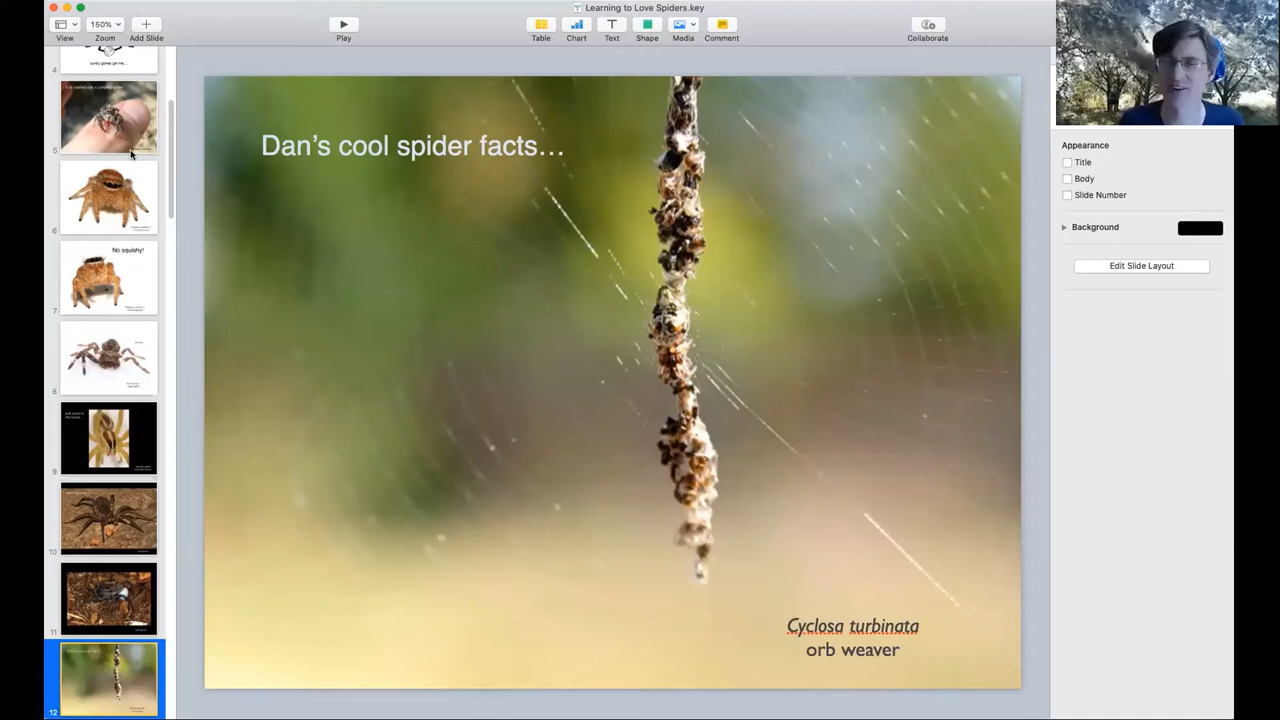 Learning to Love Spiders.key
150%
View
Zoom
Add Slide
Play
Table
Chart
Text
Shape
Media
Comment
Collaborate
4
5
6
No squishy!
7
8
9
10
11
12
Dan's cool spider facts…
Cyclosa turbinata
orb weaver
Appearance
Title
Body
Slide Number
Background
Edit Slide Layout